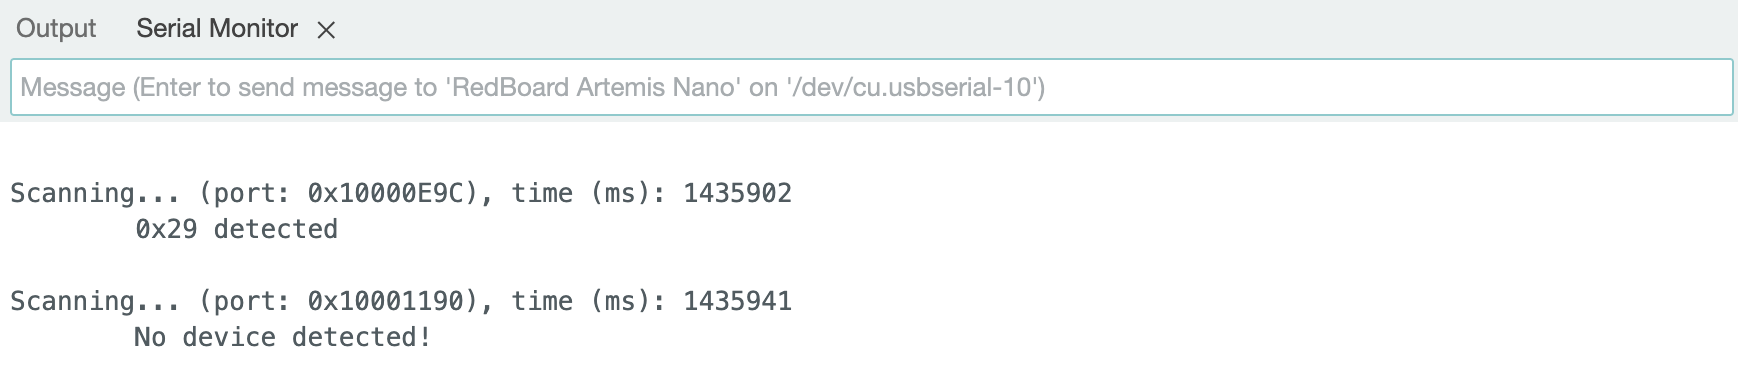 Output Serial Monitor ×
Message (Enter to send message to 'RedBoard Artemis Nano' on '/dev/cu.usbserial-10')
Scanning... (port: 0x10000E9C), time (ms): 1435902
0x29 detected
Scanning... (port: 0x10001190), time (ms): 1435941
No device detected!